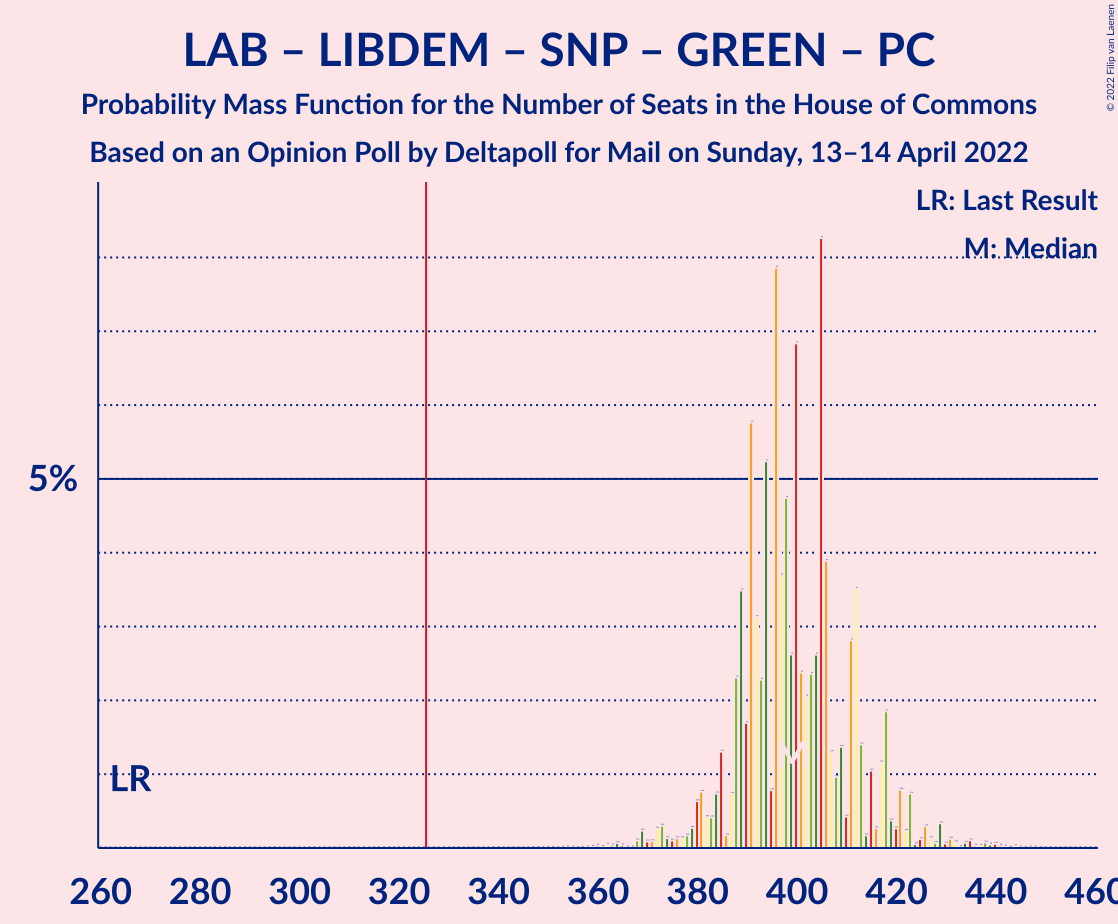 LAB – LIBDEM – SNP – GREEN – PC
Probability Mass Function for the Number of Seats in the House of Commons
Based on an Opinion Poll by Deltapoll for Mail on Sunday, 13–14 April 2022
© 2022 Filip van Laenen
LR: Last Result
M: Median
5%
LR
260 280 300 320 340 360 380 400 420 440 460